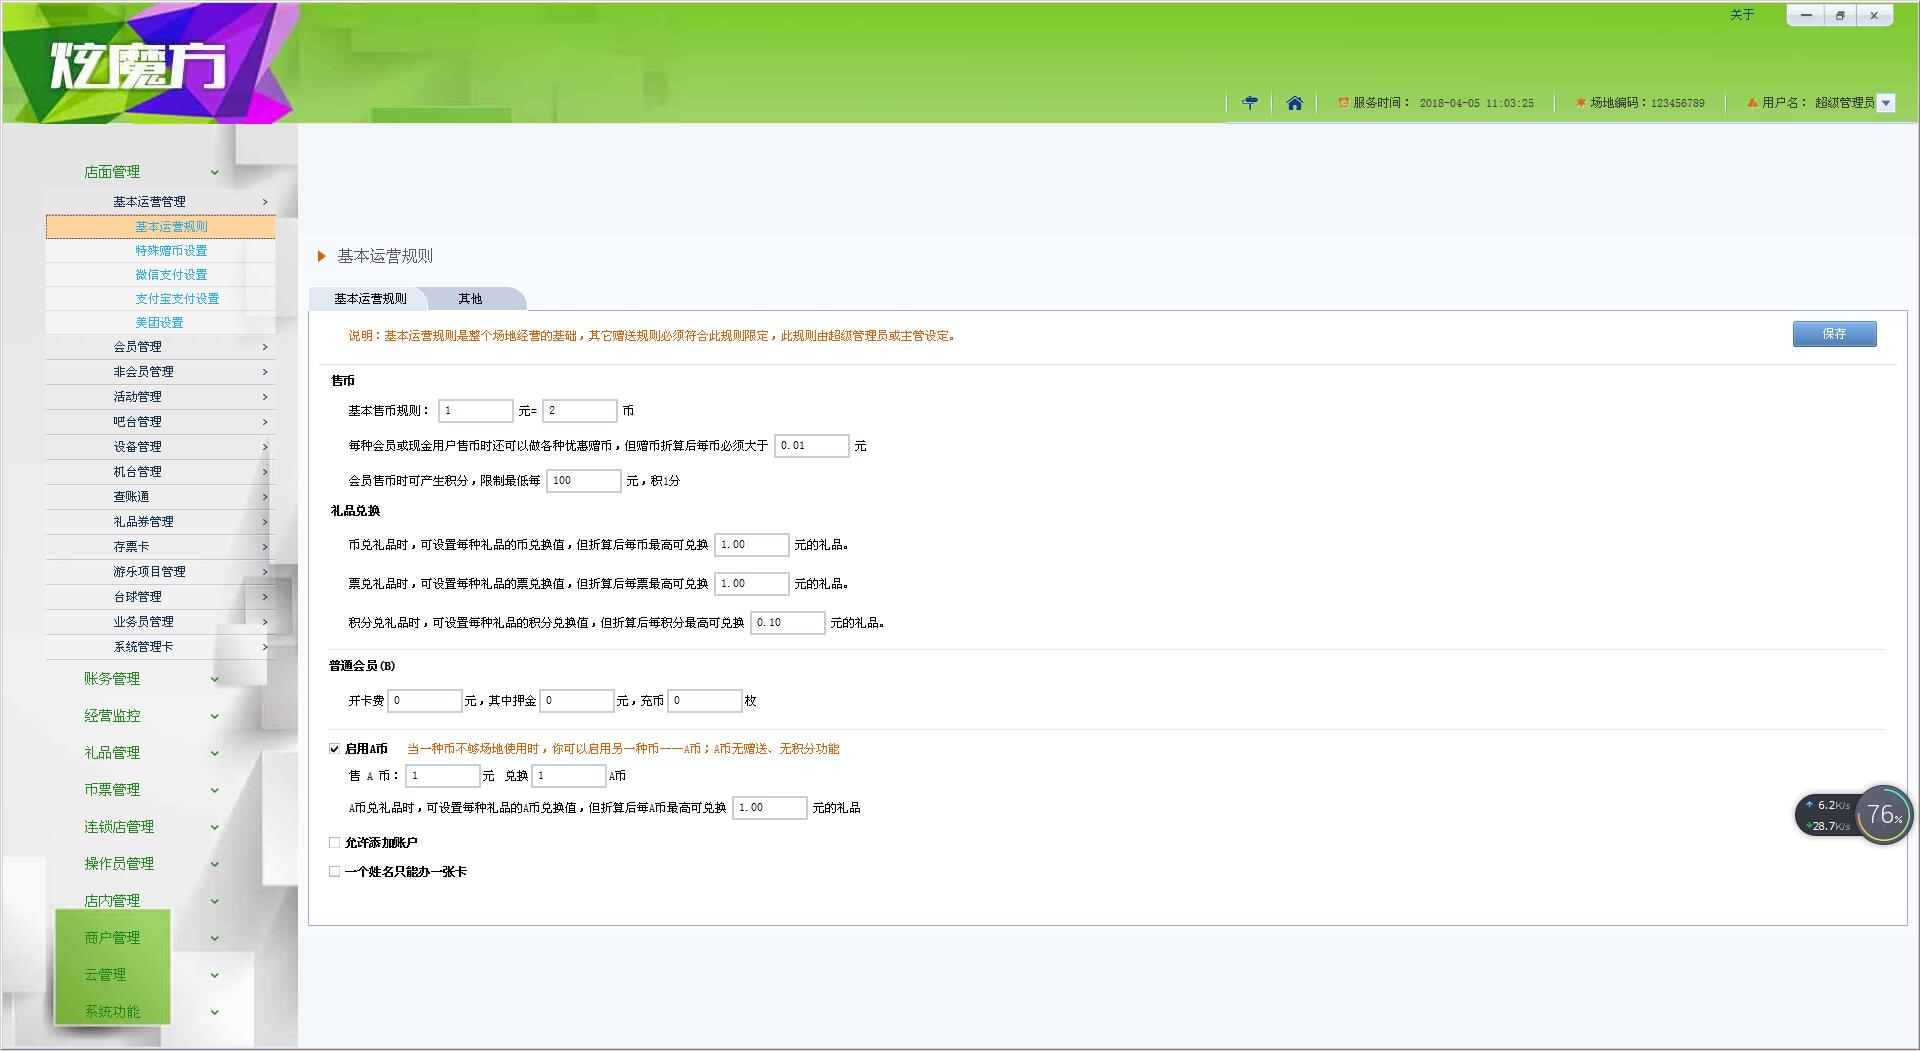 关于
炫魔方
服务时间： 2018-04-05 11:03:25
场地编码：123456789
用户名： 超级管理员
店面管理
基本运营管理
基本运营规则
特殊赠币设置
微信支付设置
支付宝支付设置
美团设置
会员管理
非会员管理
活动管理
吧台管理
设备管理
机台管理
查账通
礼品券管理
存票卡
游乐项目管理
台球管理
业务员管理
系统管理卡
账务管理
经营监控
礼品管理
币票管理
连锁店管理
操作员管理
店内管理
商户管理
云管理
系统功能
基本运营规则
基本运营规则 其他
说明：基本运营规则是整个场地经营的基础，其它赠送规则必须符合此规则限定，此规则由超级管理员或主管设定。
保存
售币
基本售币规则： 1 元= 2 币
每种会员或现金用户售币时还可以做各种优惠赠币，但赠币折算后每币必须大于 0.01 元
会员售币时可产生积分，限制最低每 100 元，积1分
礼品兑换
币兑礼品时，可设置每种礼品的币兑换值，但折算后每币最高可兑换 1.00 元的礼品。
票兑礼品时，可设置每种礼品的票兑换值，但折算后每票最高可兑换 1.00 元的礼品。
积分兑礼品时，可设置每种礼品的积分兑换值，但折算后每积分最高可兑换 0.10 元的礼品。
普通会员(B)
开卡费 0 元，其中押金 0 元，充币 0 枚
启用A币 当一种币不够场地使用时，你可以启用另一种币——A币；A币无赠送、无积分功能
售 A 币： 1 元 兑换 1 A币
A币兑礼品时，可设置每种礼品的A币兑换值，但折算后每A币最高可兑换 1.00 元的礼品
允许添加账户
一个姓名只能办一张卡
6.2K/s
28.7K/s
76%